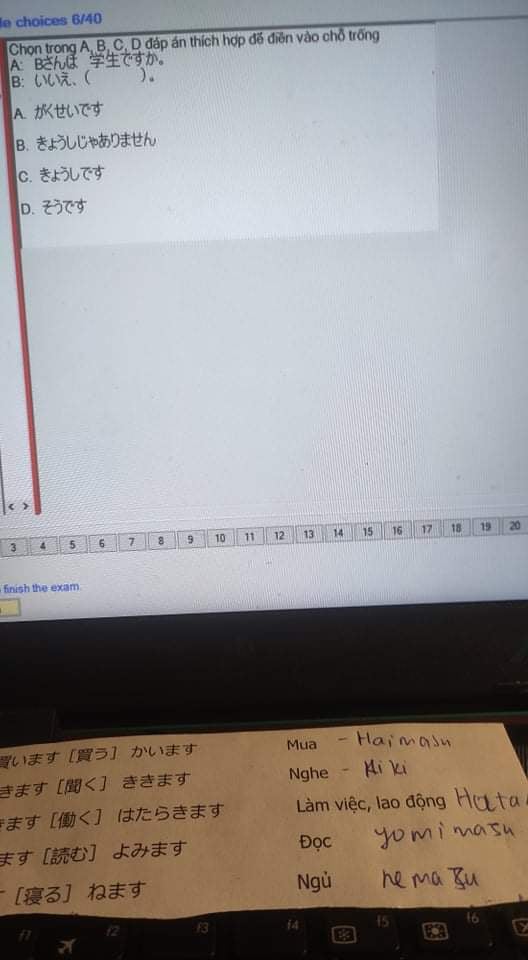 choices 6/40
Chọn trong A, B, C, D đáp án thích hợp để điền vào chỗ trống
A: Bさんは 学生ですか。
B: いいえ、( )。
A. がくせいです
B. きょうしじゃありません
C. きょうしです
D. そうです
< >
3 4 5 6 7 8 9 10 11 12 13 14 15 16 17 18 19 20
finish the exam.
買います [買う] かいます Mua - Haimasu
きます [聞く] ききます Nghe - Kiki
きます [働く] はたらきます Làm việc, lao động Hata
ます [読む] よみます Đọc yomimasu
[寝る] ねます Ngủ nemasu
f1 f2 f3 f4 f5 f6